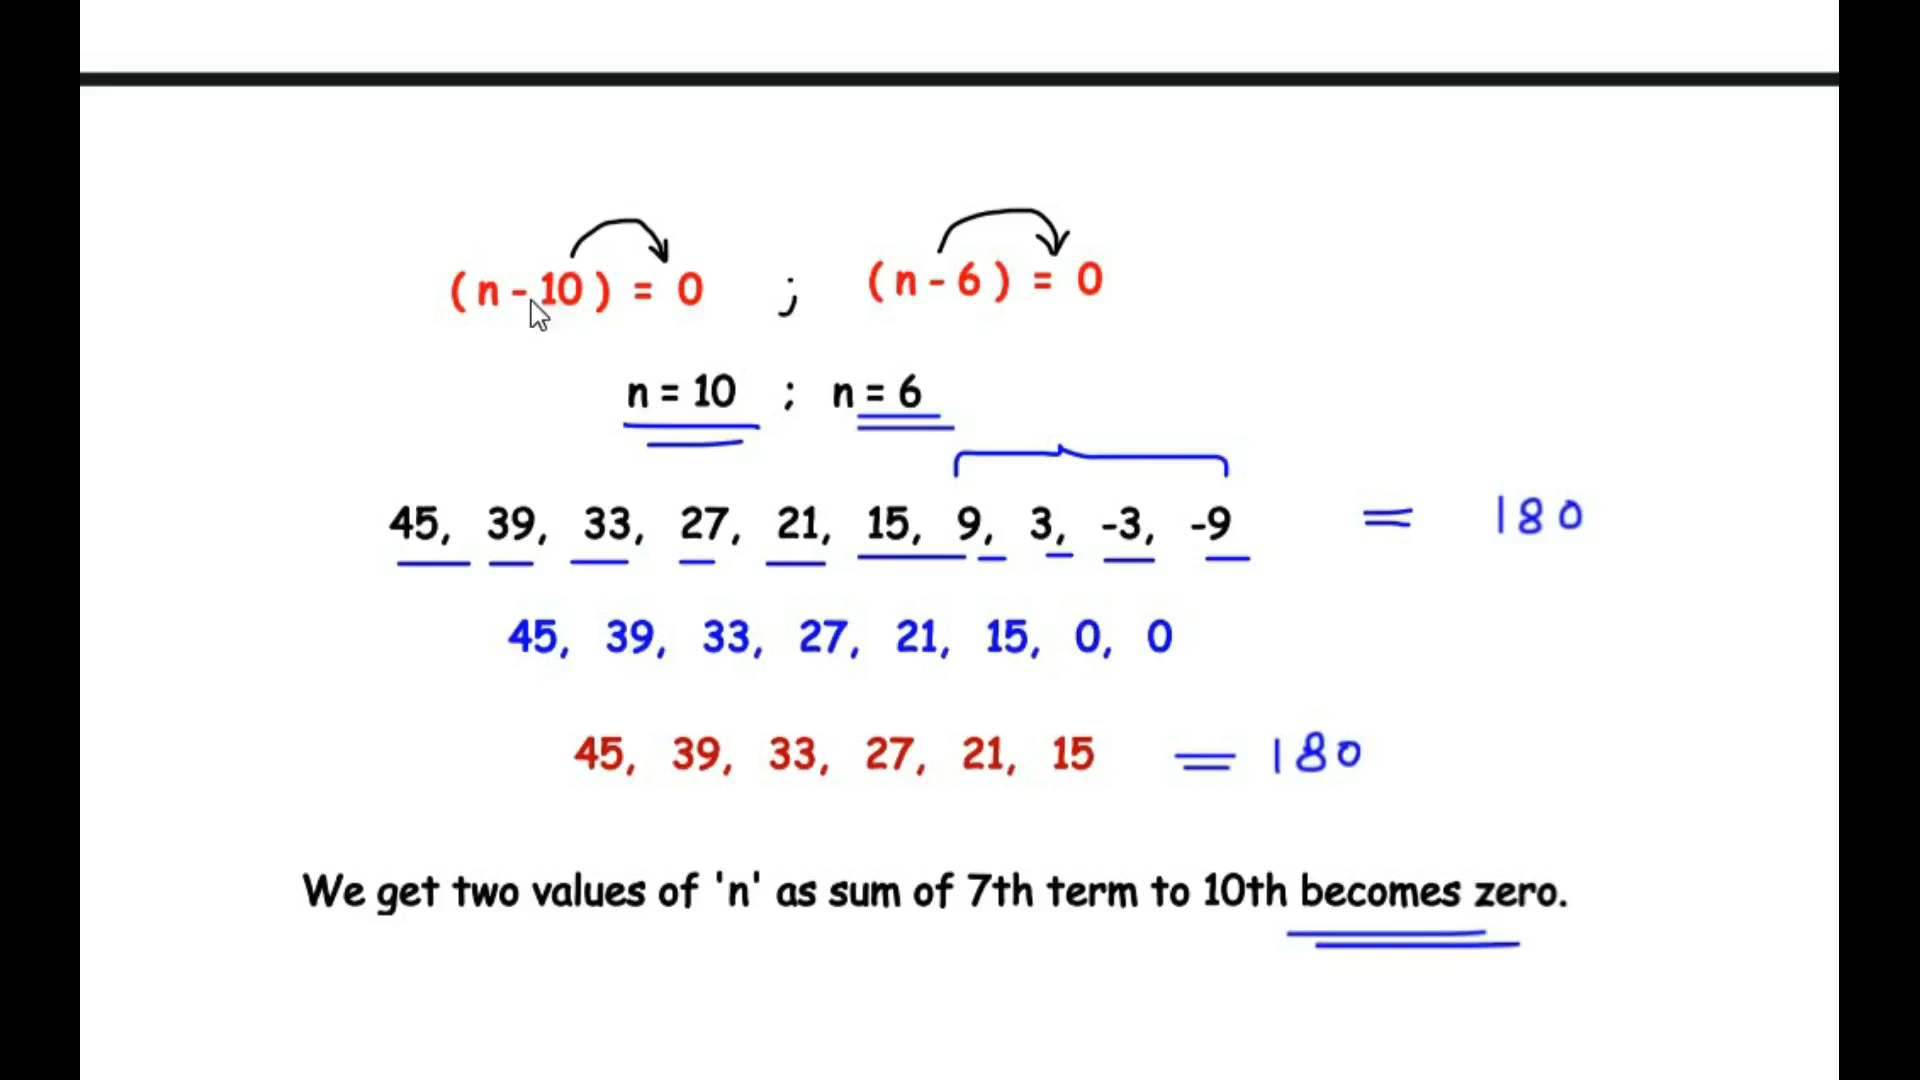 (n-10) = 0 ; (n-6) = 0
n = 10 ; n = 6
45, 39, 33, 27, 21, 15, 9, 3, -3, -9 = 180
45, 39, 33, 27, 21, 15, 0, 0
45, 39, 33, 27, 21, 15 = 180
We get two values of 'n' as sum of 7th term to 10th becomes zero.